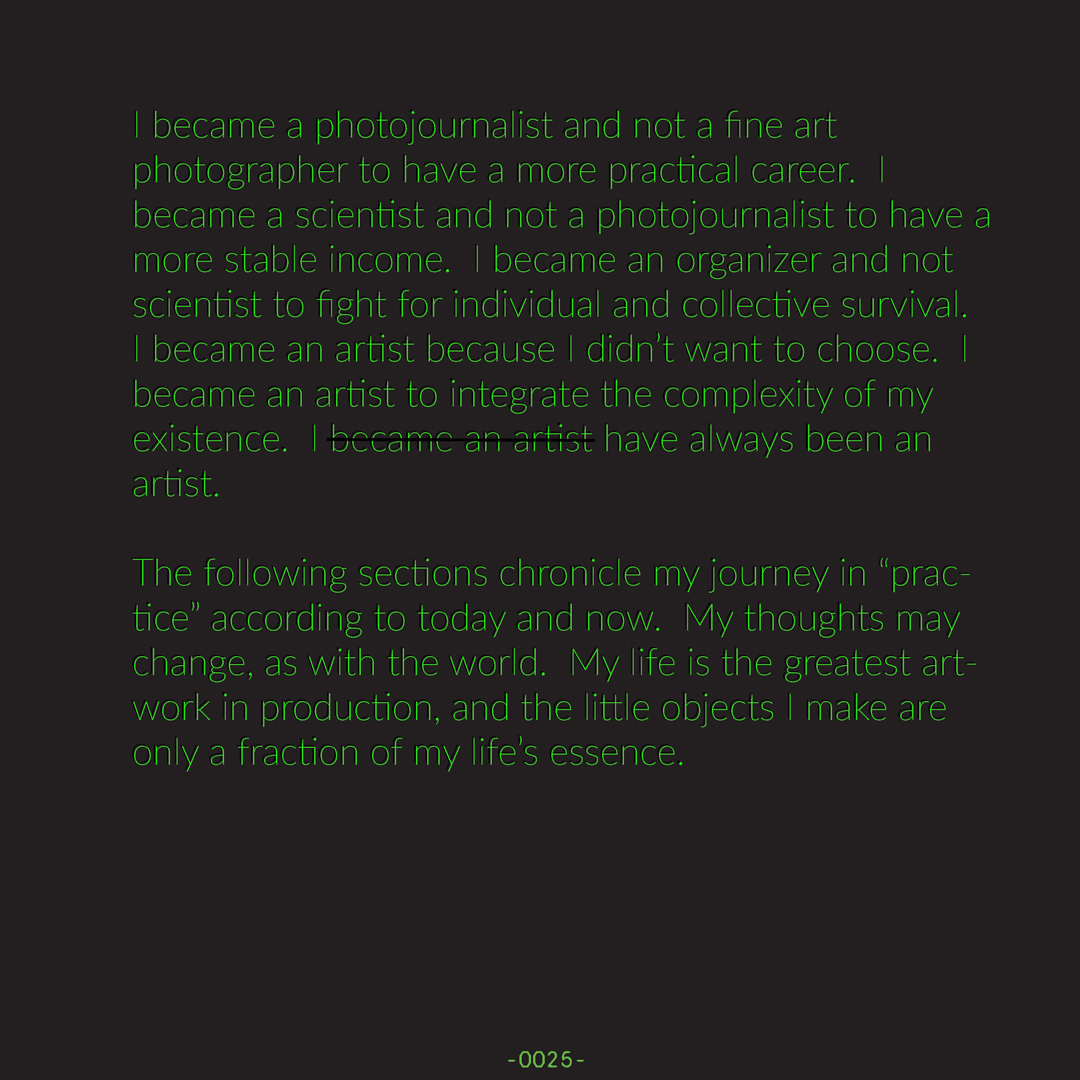 I became a photojournalist and not a fine art
photographer to have a more practical career.  I
became a scientist and not a photojournalist to have a
more stable income.  I became an organizer and not
scientist to fight for individual and collective survival.
I became an artist because I didn’t want to choose.  I
became an artist to integrate the complexity of my
existence.  I became an artist have always been an
artist.
The following sections chronicle my journey in “prac-
tice” according to today and now.  My thoughts may
change, as with the world.  My life is the greatest art-
work in production, and the little objects I make are
only a fraction of my life’s essence.
-0025-